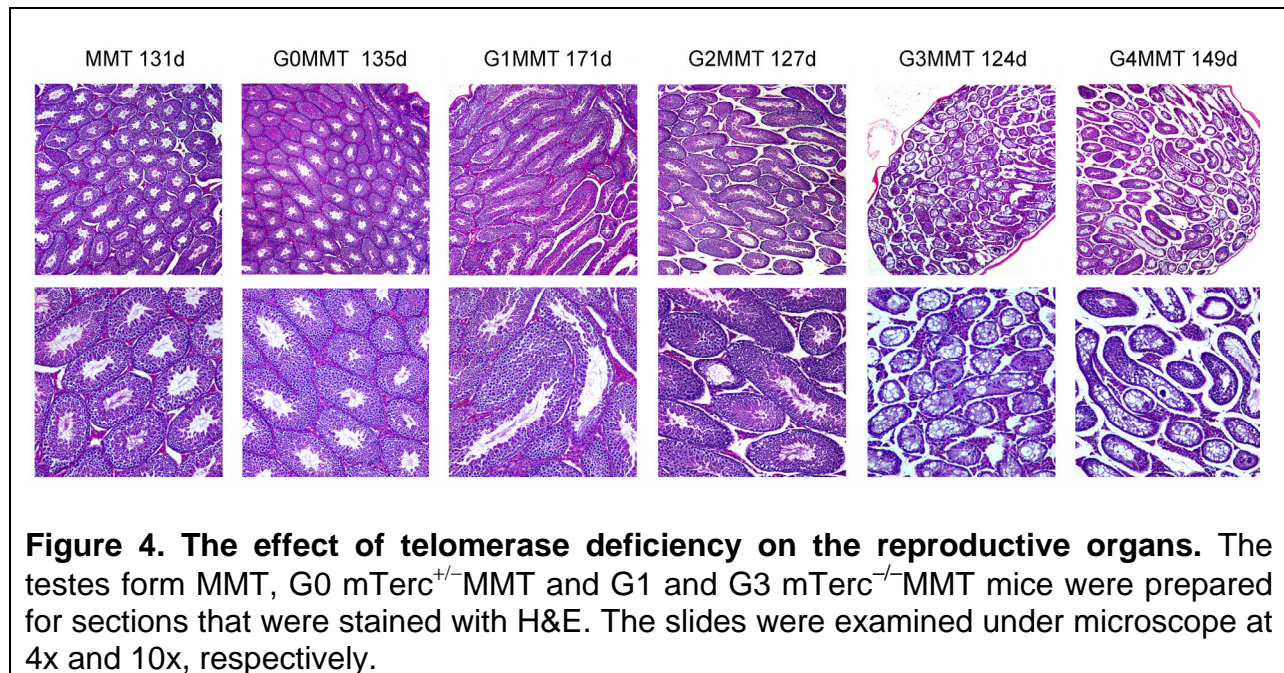 MMT 131d G0MMT 135d G1MMT 171d G2MMT 127d G3MMT 124d G4MMT 149d
Figure 4. The effect of telomerase deficiency on the reproductive organs. The
testes form MMT, G0 mTerc+/–MMT and G1 and G3 mTerc–/–MMT mice were prepared
for sections that were stained with H&E. The slides were examined under microscope at
4x and 10x, respectively.